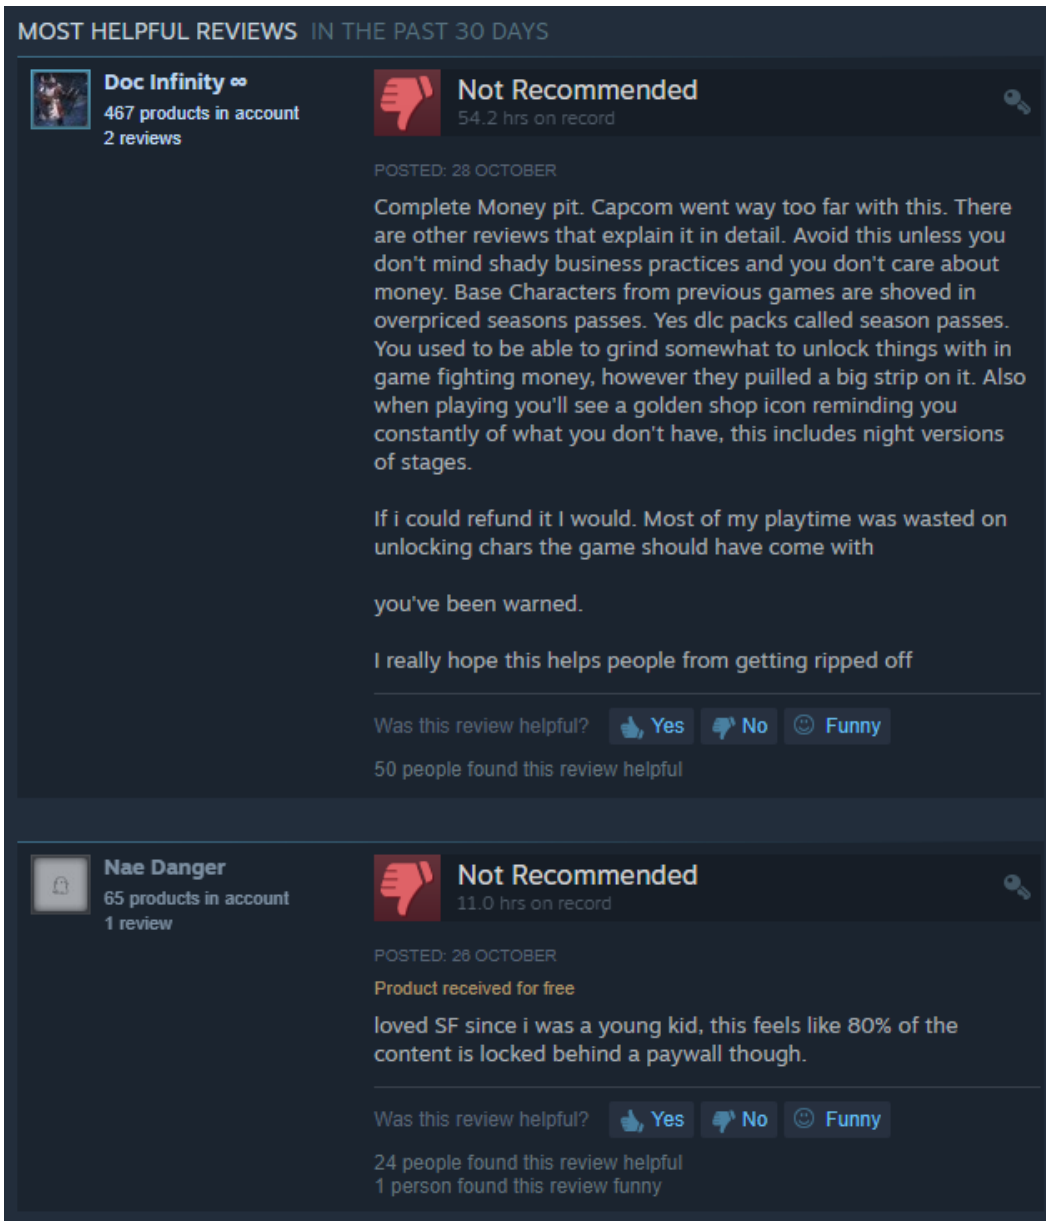 MOST HELPFUL REVIEWS IN THE PAST 30 DAYS
Doc Infinity ∞
467 products in account
2 reviews
Not Recommended
54.2 hrs on record
POSTED: 28 OCTOBER
Complete Money pit. Capcom went way too far with this. There
are other reviews that explain it in detail. Avoid this unless you
don't mind shady business practices and you don't care about
money. Base Characters from previous games are shoved in
overpriced seasons passes. Yes dlc packs called season passes.
You used to be able to grind somewhat to unlock things with in
game fighting money, however they puilled a big strip on it. Also
when playing you'll see a golden shop icon reminding you
constantly of what you don't have, this includes night versions
of stages.
If i could refund it I would. Most of my playtime was wasted on
unlocking chars the game should have come with
you've been warned.
I really hope this helps people from getting ripped off
Was this review helpful? Yes No Funny
50 people found this review helpful
Nae Danger
65 products in account
1 review
Not Recommended
11.0 hrs on record
POSTED: 26 OCTOBER
Product received for free
loved SF since i was a young kid, this feels like 80% of the
content is locked behind a paywall though.
Was this review helpful? Yes No Funny
24 people found this review helpful
1 person found this review funny